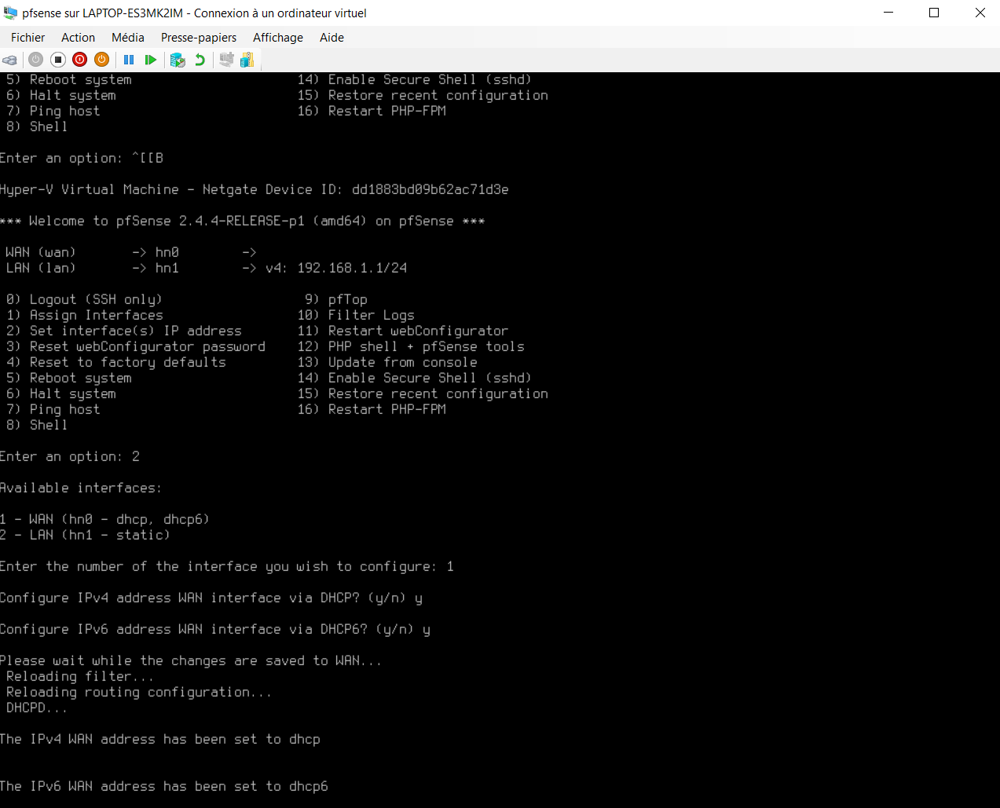 pfsense sur LAPTOP-ES3MK2IM - Connexion à un ordinateur virtuel
Fichier Action Média Presse-papiers Affichage Aide
5) Reboot system 14) Enable Secure Shell (sshd)
6) Halt system 15) Restore recent configuration
7) Ping host 16) Restart PHP-FPM
8) Shell
Enter an option: ^[[B
Hyper-V Virtual Machine - Netgate Device ID: dd1883bd09b62ac71d3e
*** Welcome to pfSense 2.4.4-RELEASE-p1 (amd64) on pfSense ***
WAN (wan) -> hn0 ->
LAN (lan) -> hn1 -> v4: 192.168.1.1/24
0) Logout (SSH only) 9) pfTop
1) Assign Interfaces 10) Filter Logs
2) Set interface(s) IP address 11) Restart webConfigurator
3) Reset webConfigurator password 12) PHP shell + pfSense tools
4) Reset to factory defaults 13) Update from console
5) Reboot system 14) Enable Secure Shell (sshd)
6) Halt system 15) Restore recent configuration
7) Ping host 16) Restart PHP-FPM
8) Shell
Enter an option: 2
Available interfaces:
1 - WAN (hn0 - dhcp, dhcp6)
2 - LAN (hn1 - static)
Enter the number of the interface you wish to configure: 1
Configure IPv4 address WAN interface via DHCP? (y/n) y
Configure IPv6 address WAN interface via DHCP6? (y/n) y
Please wait while the changes are saved to WAN...
Reloading filter...
Reloading routing configuration...
DHCPD...
The IPv4 WAN address has been set to dhcp
The IPv6 WAN address has been set to dhcp6